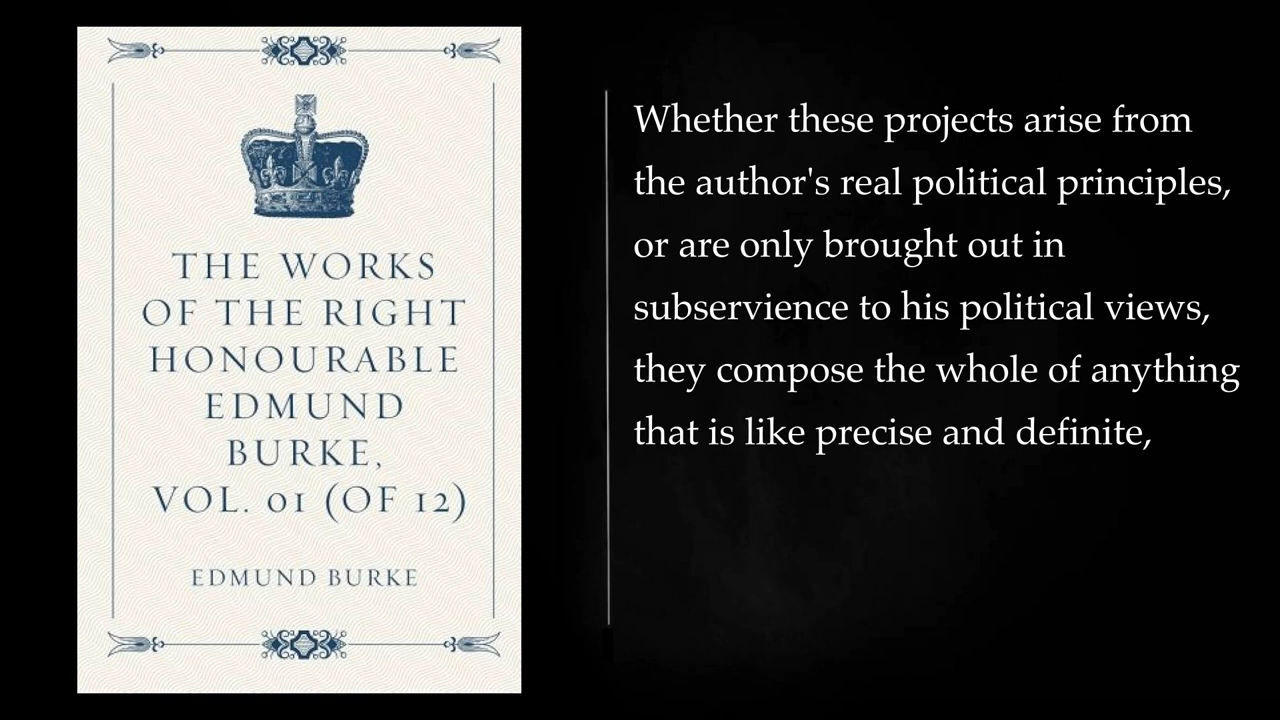 THE WORKS
OF THE RIGHT
HONOURABLE
EDMUND
BURKE,
VOL. 01 (OF 12)
EDMUND BURKE
Whether these projects arise from
the author's real political principles,
or are only brought out in
subservience to his political views,
they compose the whole of anything
that is like precise and definite,